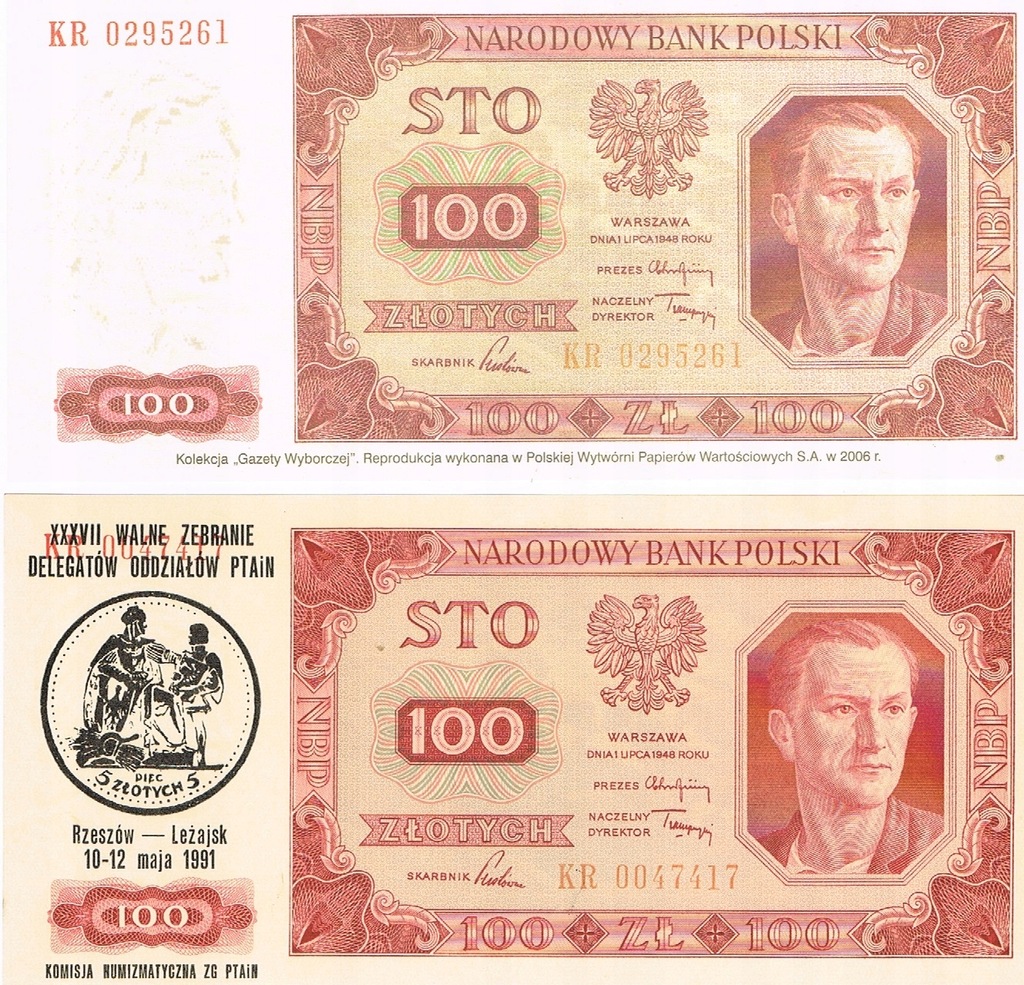 KR 0295261
NARODOWY BANK POLSKI
STO
100
WARSZAWA
DNIA 1 LIPCA 1948 ROKU
PREZES
NACZELNY
DYREKTOR
ZŁOTYCH
SKARBNIK
KR 0295261
NBP
NBP
100
100 ZŁ 100
Kolekcja „Gazety Wyborczej”. Reprodukcja wykonana w Polskiej Wytwórni Papierów Wartościowych S.A. w 2006 r.
XXXVII WALNE ZEBRANIE
KR 0047417
DELEGATÓW ODDZIAŁÓW PTAiN
PIĘC
5 ZŁOTYCH 5
Rzeszów — Leżajsk
10-12 maja 1991
100
KOMISJA NUMIZMATYCZNA ZG PTAiN
NARODOWY BANK POLSKI
STO
100
WARSZAWA
DNIA 1 LIPCA 1948 ROKU
PREZES
NACZELNY
DYREKTOR
ZŁOTYCH
SKARBNIK
KR 0047417
NBP
NBP
100 ZŁ 100